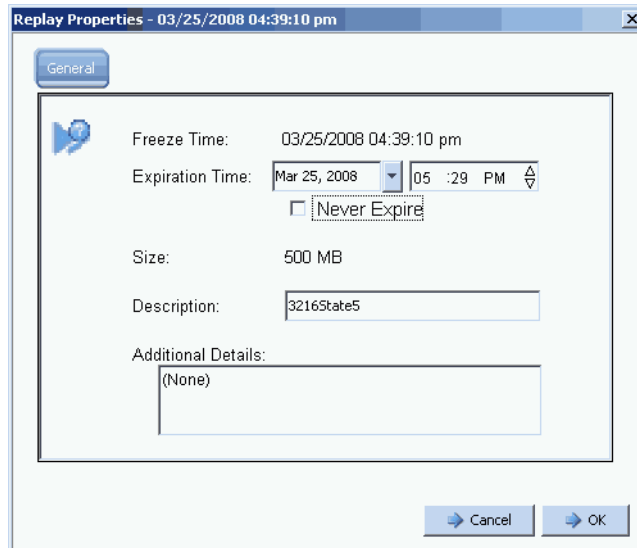 Replay Properties - 03/25/2008 04:39:10 pm
General
Freeze Time: 03/25/2008 04:39:10 pm
Expiration Time: Mar 25, 2008 05 :29 PM
Never Expire
Size: 500 MB
Description: 3216State5
Additional Details:
(None)
Cancel OK